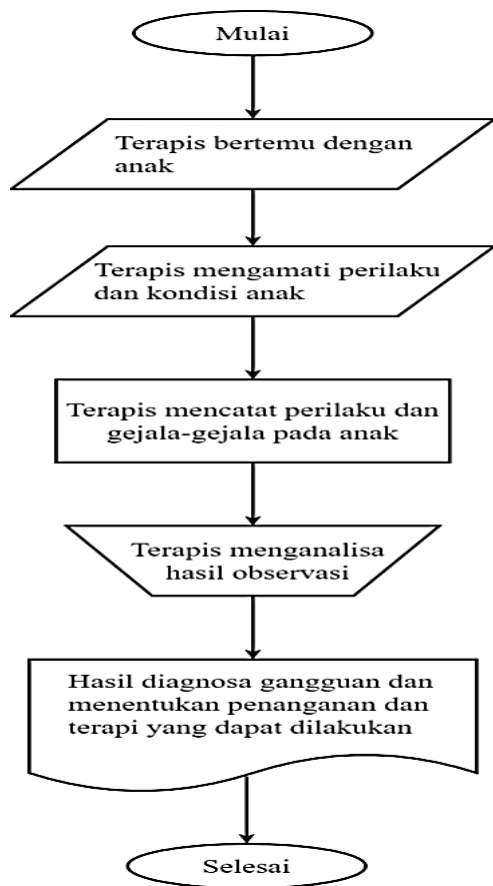 Mulai
Terapis bertemu dengan
anak
Terapis mengamati perilaku
dan kondisi anak
Terapis mencatat perilaku dan
gejala-gejala pada anak
Terapis menganalisa
hasil observasi
Hasil diagnosa gangguan dan
menentukan penanganan dan
terapi yang dapat dilakukan
Selesai